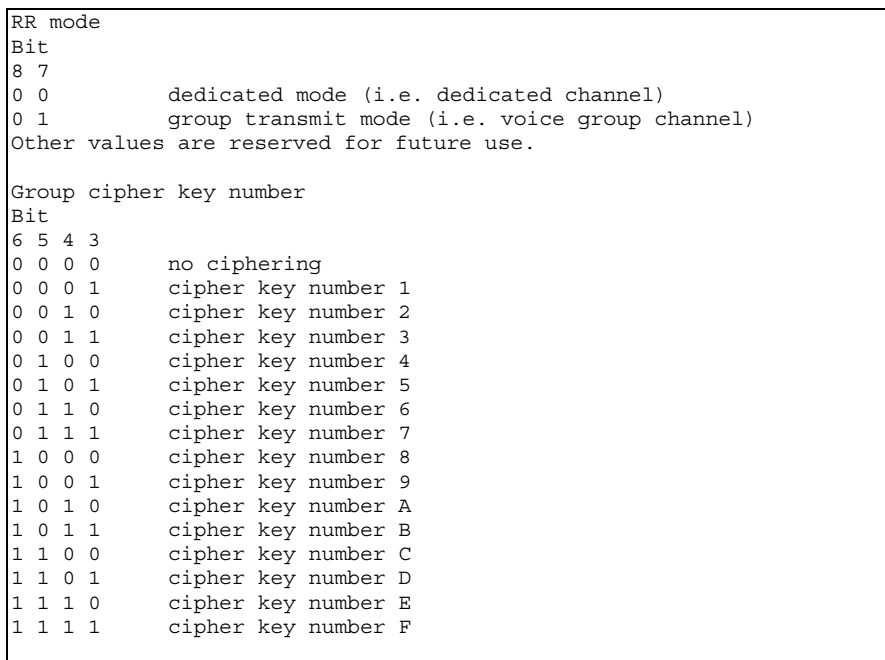 RR mode
Bit
8 7
0 0 dedicated mode (i.e. dedicated channel)
0 1 group transmit mode (i.e. voice group channel)
Other values are reserved for future use.
Group cipher key number
Bit
6 5 4 3
0 0 0 0 no ciphering
0 0 0 1 cipher key number 1
0 0 1 0 cipher key number 2
0 0 1 1 cipher key number 3
0 1 0 0 cipher key number 4
0 1 0 1 cipher key number 5
0 1 1 0 cipher key number 6
0 1 1 1 cipher key number 7
1 0 0 0 cipher key number 8
1 0 0 1 cipher key number 9
1 0 1 0 cipher key number A
1 0 1 1 cipher key number B
1 1 0 0 cipher key number C
1 1 0 1 cipher key number D
1 1 1 0 cipher key number E
1 1 1 1 cipher key number F